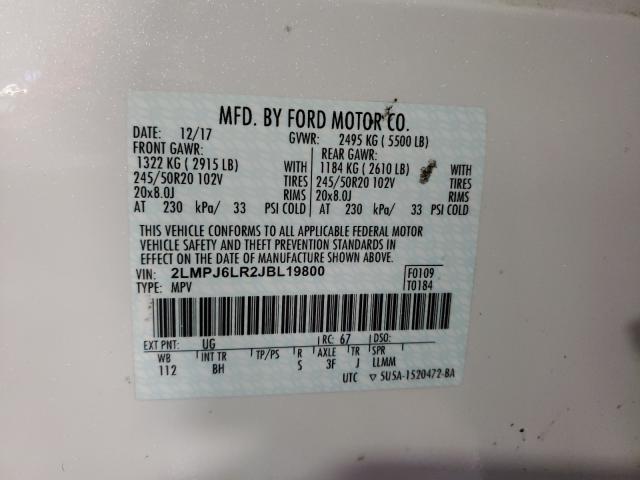 MFD. BY FORD MOTOR CO.
DATE: 12/17 GVWR: 2495 KG ( 5500 LB)
FRONT GAWR: REAR GAWR:
1322 KG ( 2915 LB) WITH 1184 KG ( 2610 LB) WITH
245/50R20 102V TIRES 245/50R20 102V TIRES
20x8.0J RIMS 20x8.0J RIMS
AT 230 kPa/ 33 PSI COLD AT 230 kPa/ 33 PSI COLD
THIS VEHICLE CONFORMS TO ALL APPLICABLE FEDERAL MOTOR
VEHICLE SAFETY AND THEFT PREVENTION STANDARDS IN
EFFECT ON THE DATE OF MANUFACTURE SHOWN ABOVE.
VIN: 2LMPJ6LR2JBL19800 F0109
TYPE: MPV T0184
EXT PNT: UG RC: 67 DSO:
WB INT TR TP/PS R AXLE TR SPR
112 BH S 3F J LLMM
UTC ▽ 5U5A-1520472-BA